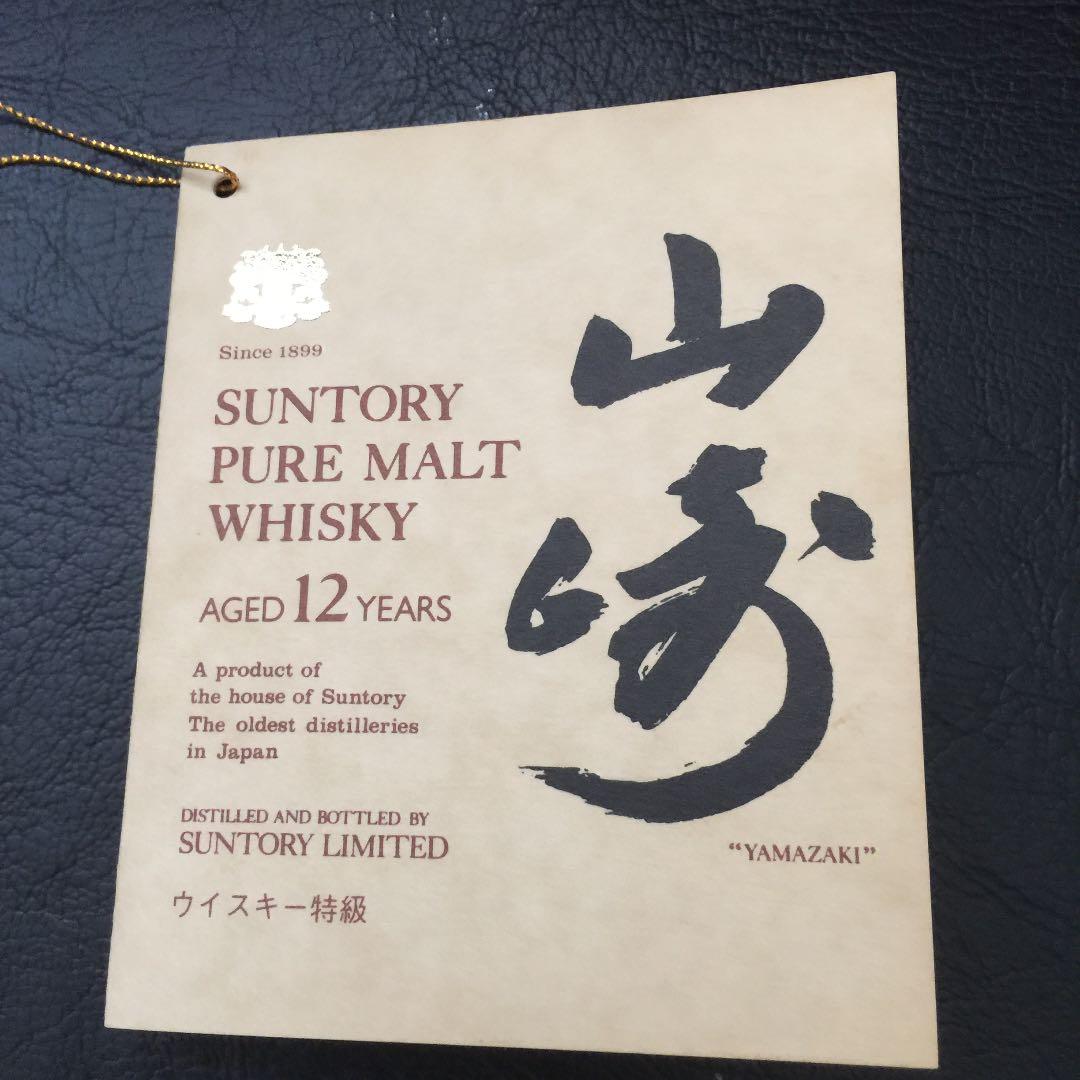 Since 1899
SUNTORY
PURE MALT
WHISKY
AGED 12 YEARS
A product of
the house of Suntory
The oldest distilleries
in Japan
DISTILLED AND BOTTLED BY
SUNTORY LIMITED
ウイスキー特級
山
崎
“YAMAZAKI”